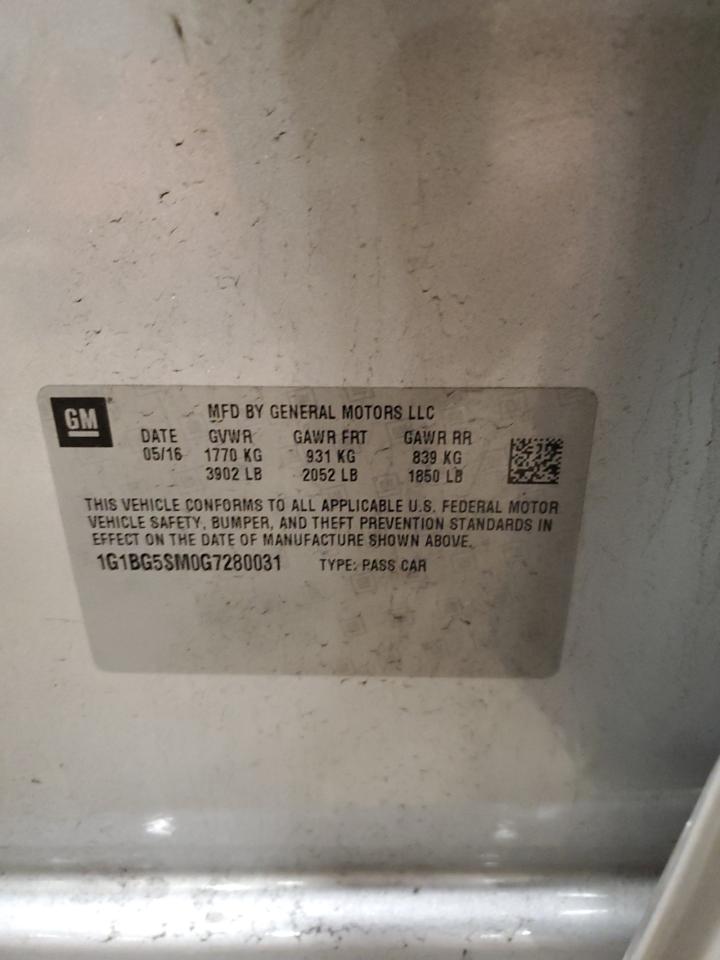 GM
MFD BY GENERAL MOTORS LLC
DATE GVWR GAWR FRT GAWR RR
05/16 1770 KG 931 KG 839 KG
3902 LB 2052 LB 1850 LB
THIS VEHICLE CONFORMS TO ALL APPLICABLE U.S. FEDERAL MOTOR
VEHICLE SAFETY, BUMPER, AND THEFT PREVENTION STANDARDS IN
EFFECT ON THE DATE OF MANUFACTURE SHOWN ABOVE.
1G1BG5SM0G7280031 TYPE: PASS CAR